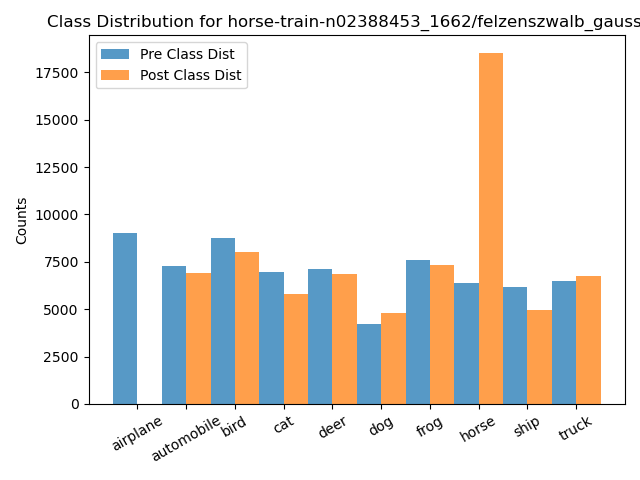 Class Distribution for horse-train-n02388453_1662/felzenszwalb_gauss
Pre Class Dist
Post Class Dist
Counts
17500
15000
12500
10000
7500
5000
2500
0
airplane
automobile
bird
cat
deer
dog
frog
horse
ship
truck